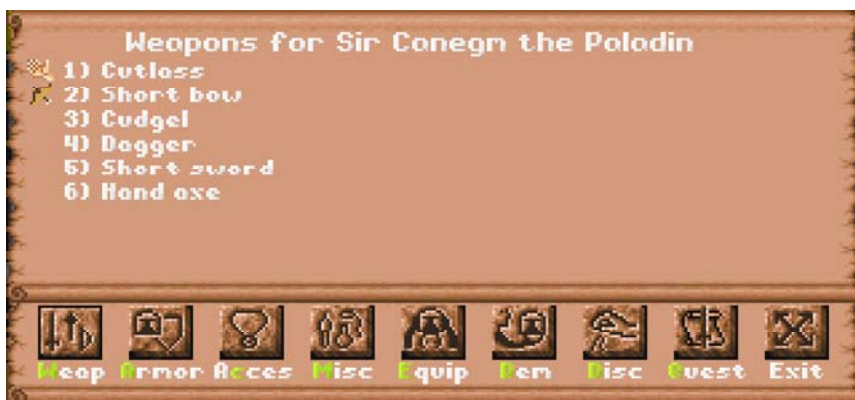 Weapons for Sir Canegm the Paladin
1) Cutlass
2) Short bow
3) Cudgel
4) Dagger
5) Short sword
6) Hand axe
Weap Armor Acces Misc Equip Rem Disc Quest Exit